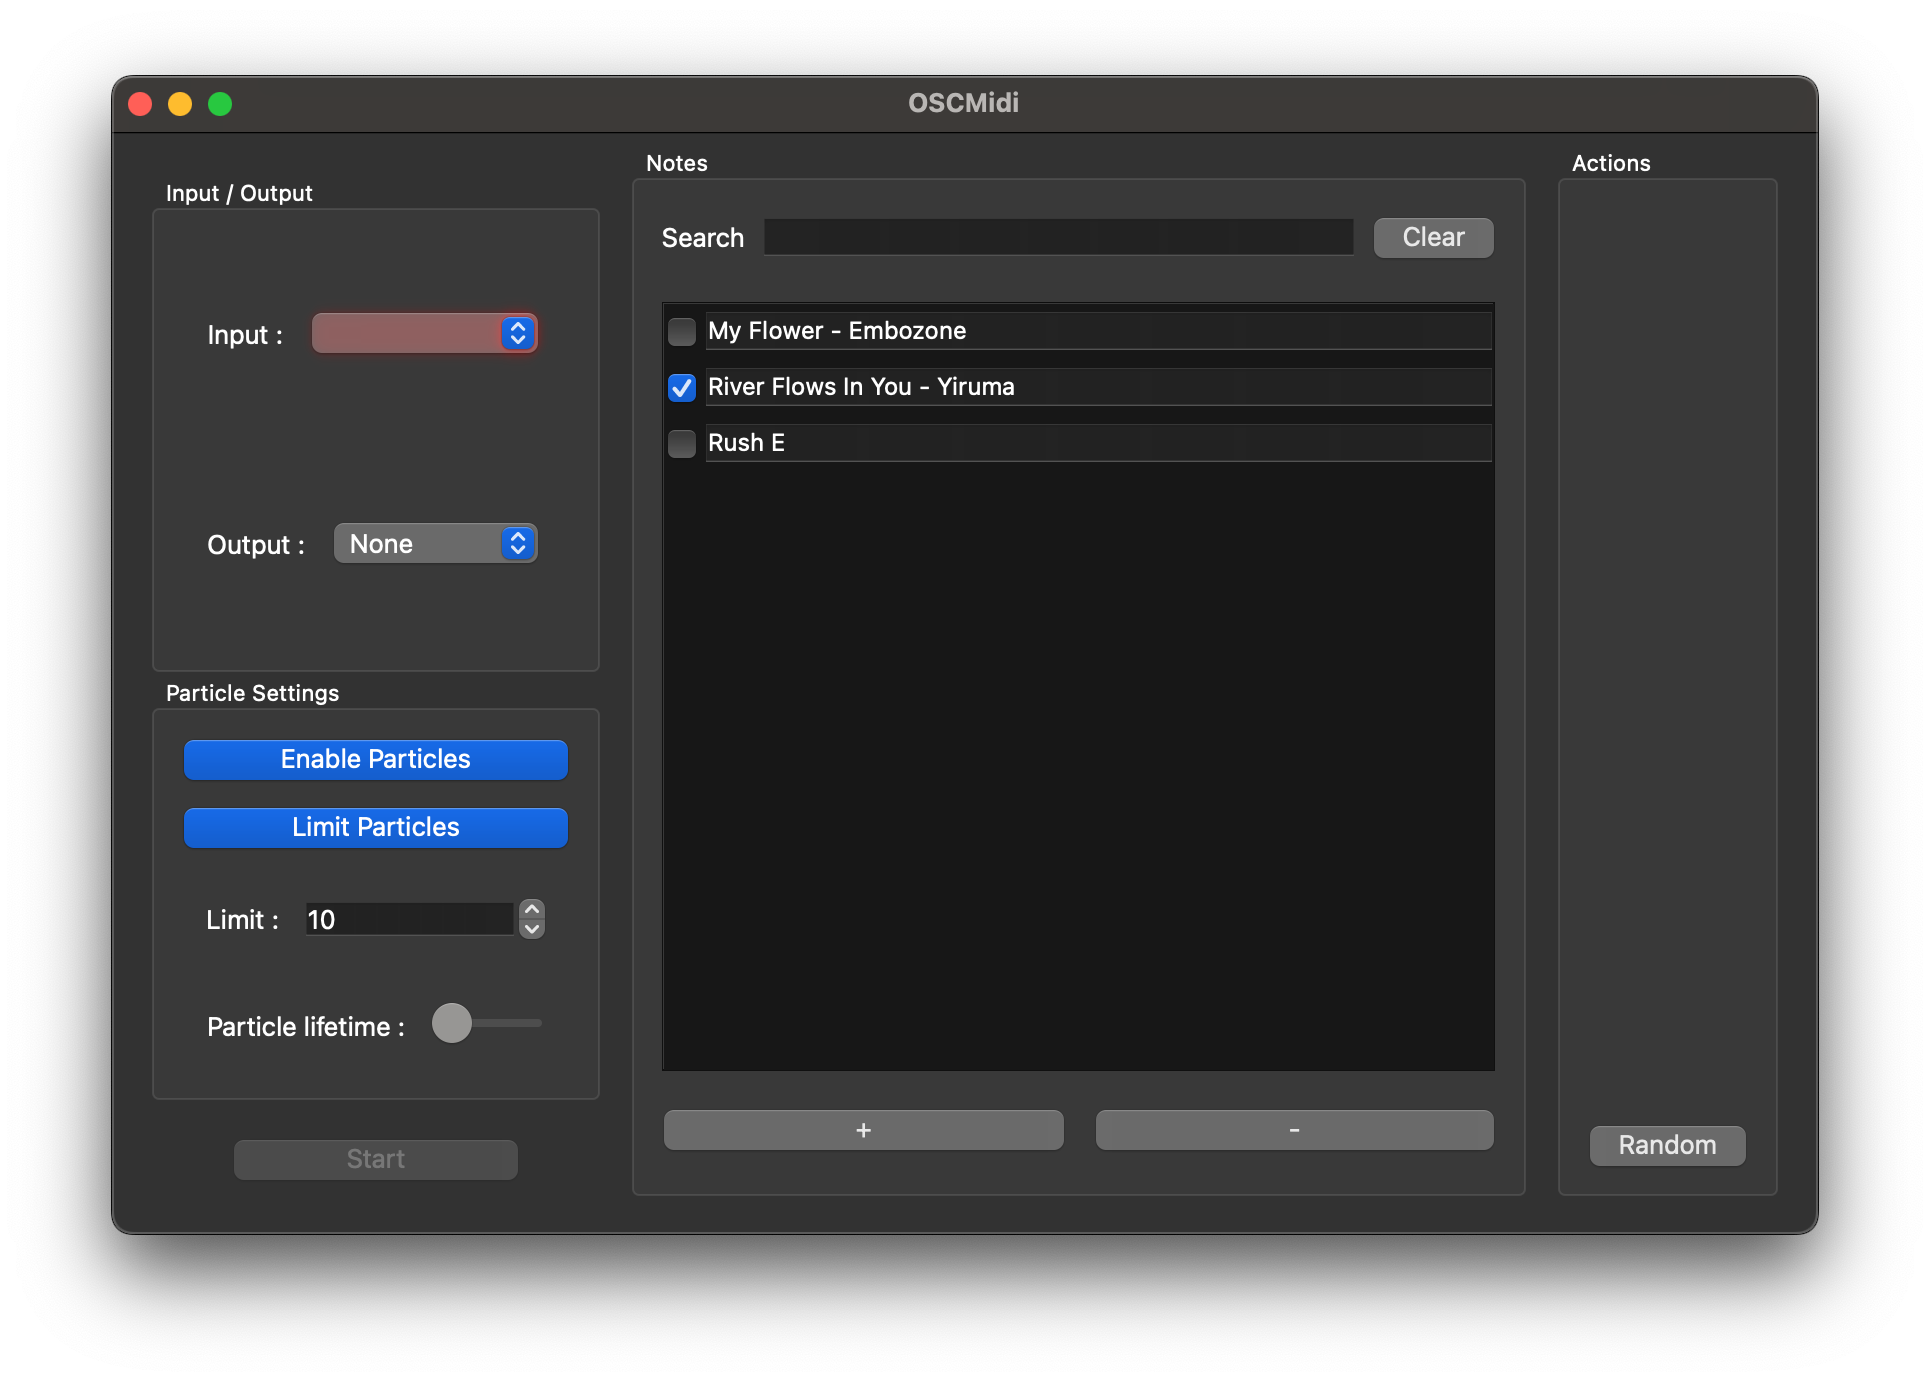 OSCMidi
Input / Output
Input :
Output :
None
Particle Settings
Enable Particles
Limit Particles
Limit :
10
Particle lifetime :
Start
Notes
Search
Clear
My Flower - Embozone
River Flows In You - Yiruma
Rush E
+
-
Actions
Random